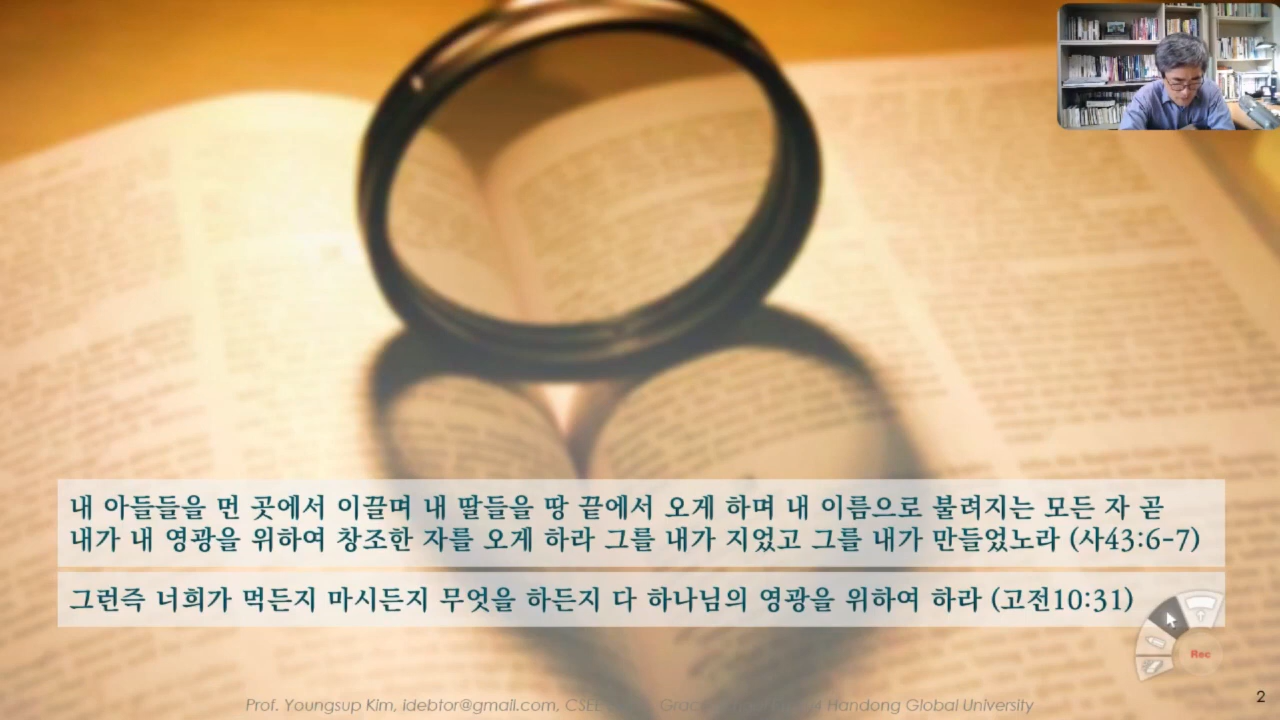 내 아들들을 먼 곳에서 이끌며 내 딸들을 땅 끝에서 오게 하며 내 이름으로 불려지는 모든 자 곧
내가 내 영광을 위하여 창조한 자를 오게 하라 그를 내가 지었고 그를 내가 만들었노라 (사43:6-7)
그런즉 너희가 먹든지 마시든지 무엇을 하든지 다 하나님의 영광을 위하여 하라 (고전10:31)
Rec
Prof. Youngsup Kim, idebtor@gmail.com, Handong Global University
2